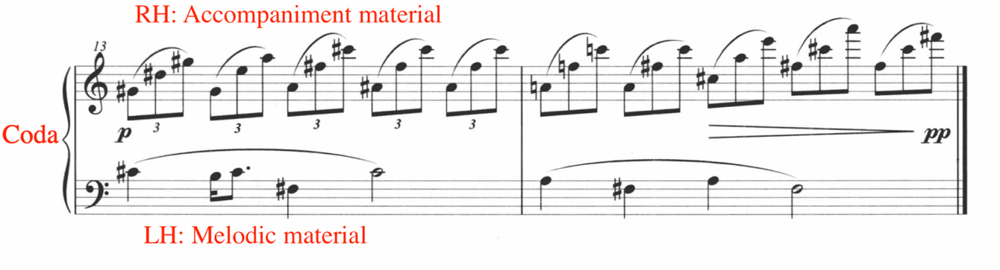 RH: Accompaniment material
13
3 3 3 3 3
Coda
p
pp
LH: Melodic material